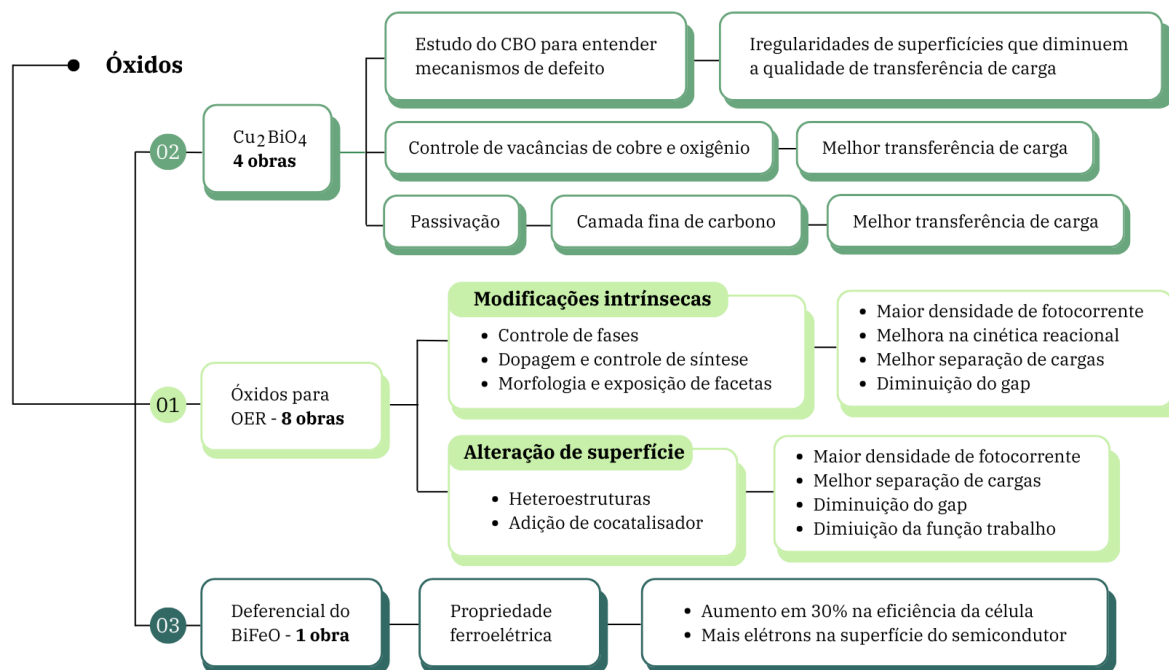 Óxidos
02
Cu2BiO4
4 obras
Estudo do CBO para entender
mecanismos de defeito
Iregularidades de superficícies que diminuem
a qualidade de transferência de carga
Controle de vacâncias de cobre e oxigênio
Melhor transferência de carga
Passivação
Camada fina de carbono
Melhor transferência de carga
01
Óxidos para
OER - 8 obras
Modificações intrínsecas
• Controle de fases
• Dopagem e controle de síntese
• Morfologia e exposição de facetas
• Maior densidade de fotocorrente
• Melhora na cinética reacional
• Melhor separação de cargas
• Diminuição do gap
Alteração de superfície
• Heteroestruturas
• Adição de cocatalisador
• Maior densidade de fotocorrente
• Melhor separação de cargas
• Diminuição do gap
• Dimiuição da função trabalho
03
Deferencial do
BiFeO - 1 obra
Propriedade
ferroelétrica
• Aumento em 30% na eficiência da célula
• Mais elétrons na superfície do semicondutor